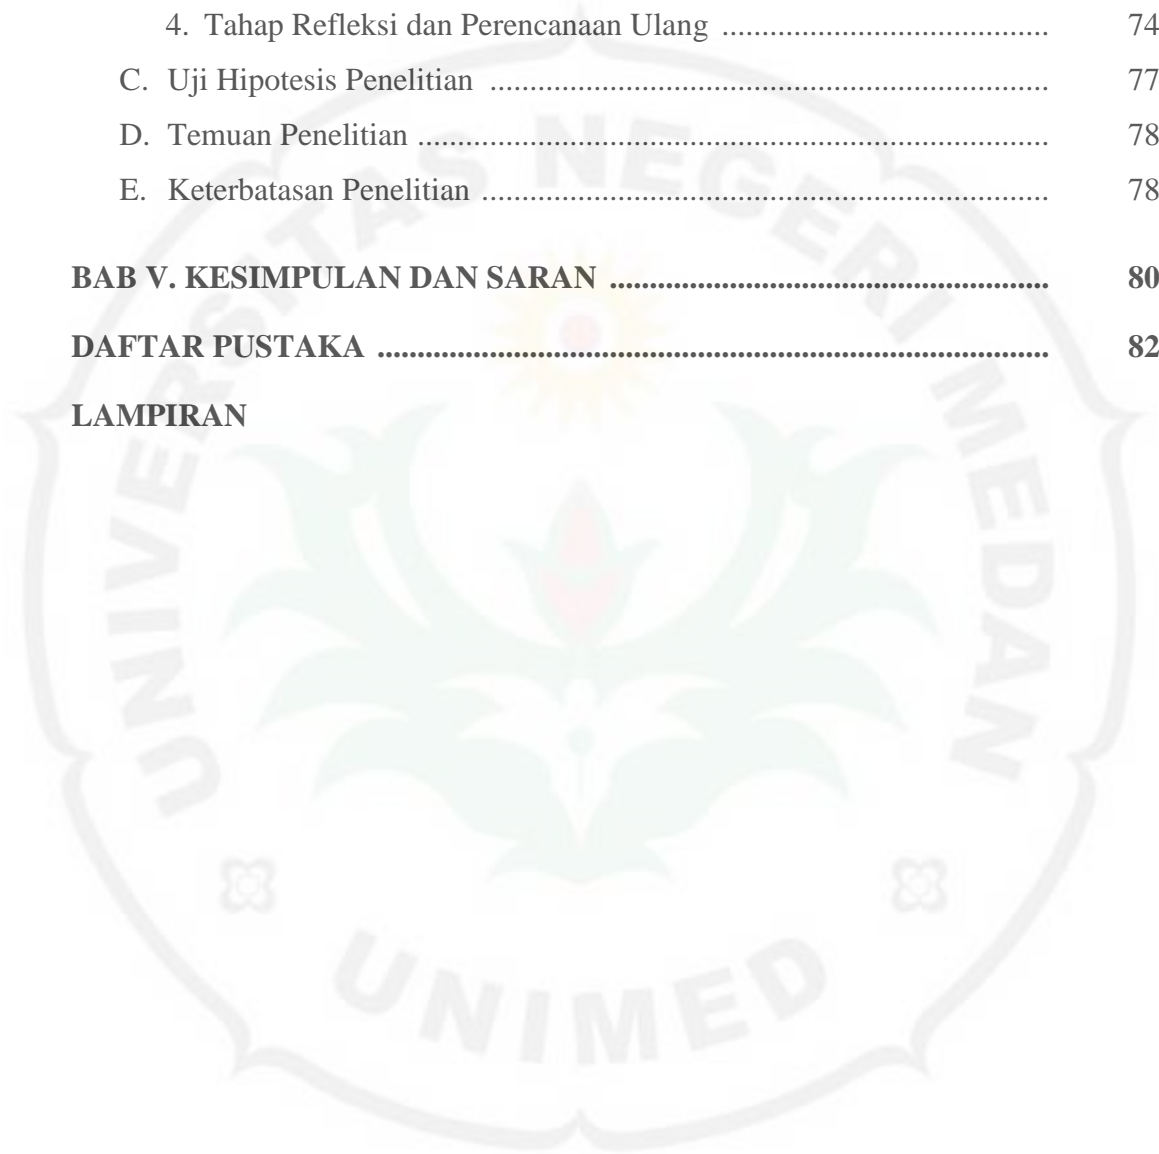 4. Tahap Refleksi dan Perencanaan Ulang ......................................... 74
C. Uji Hipotesis Penelitian ...................................................................... 77
D. Temuan Penelitian ............................................................................... 78
E. Keterbatasan Penelitian ....................................................................... 78
BAB V. KESIMPULAN DAN SARAN ....................................................... 80
DAFTAR PUSTAKA .................................................................................... 82
LAMPIRAN
UNIVERSITAS NEGERI MEDAN
UNIMED